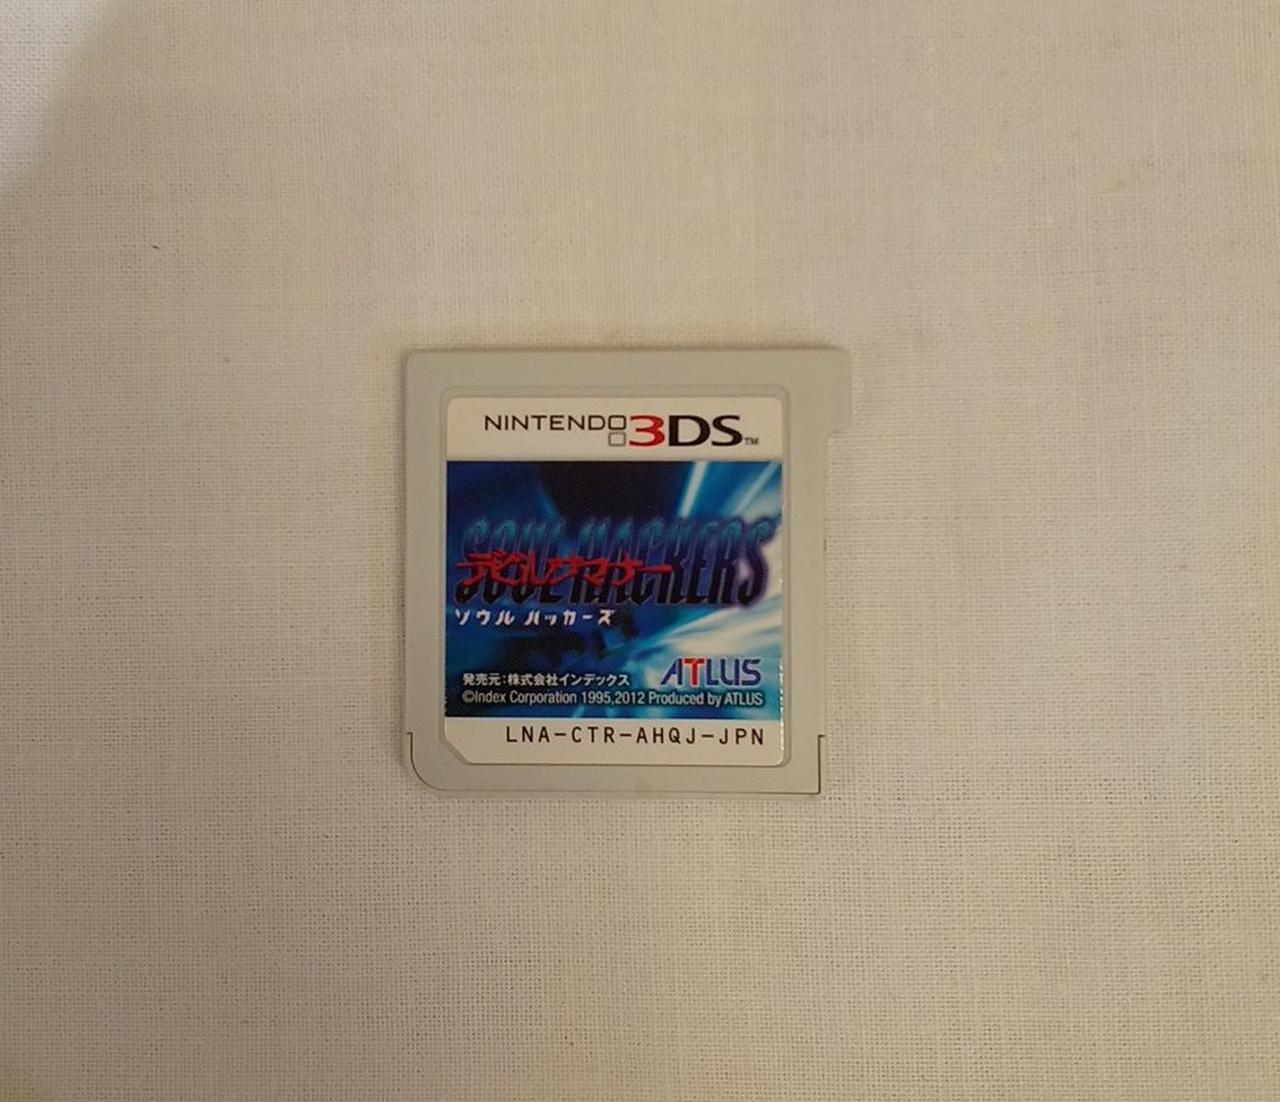 NINTENDO 3DS™
SOUL HACKERS
デビルサマナー
ソウル ハッカーズ
ATLUS
発売元:株式会社インデックス
©Index Corporation 1995,2012 Produced by ATLUS
LNA-CTR-AHQJ-JPN